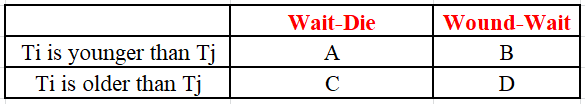 Wait-Die Wound-Wait
Ti is younger than Tj A B
Ti is older than Tj C D